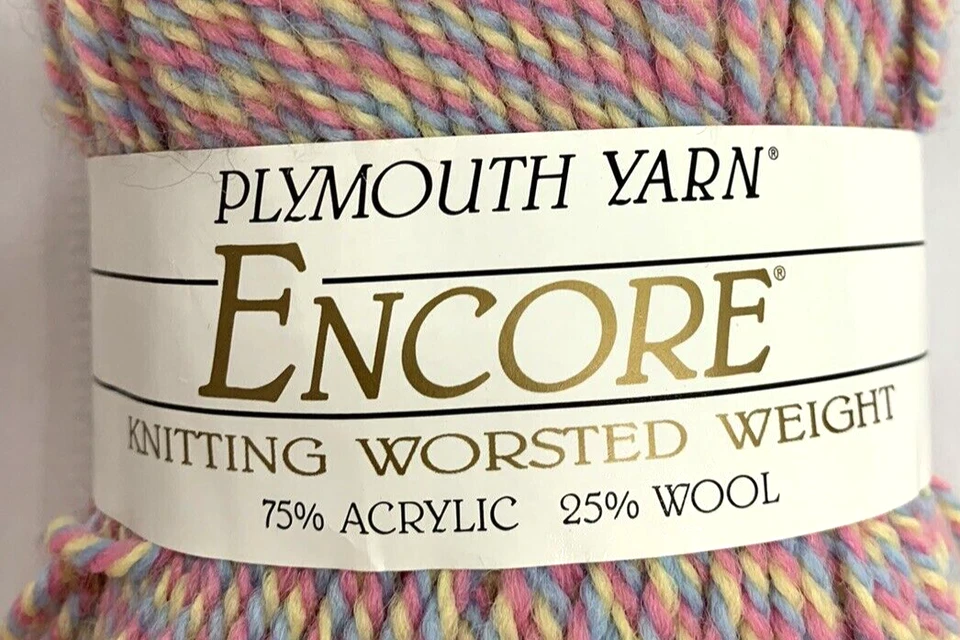 PLYMOUTH YARN®
ENCORE®
KNITTING WORSTED WEIGHT
75% ACRYLIC 25% WOOL